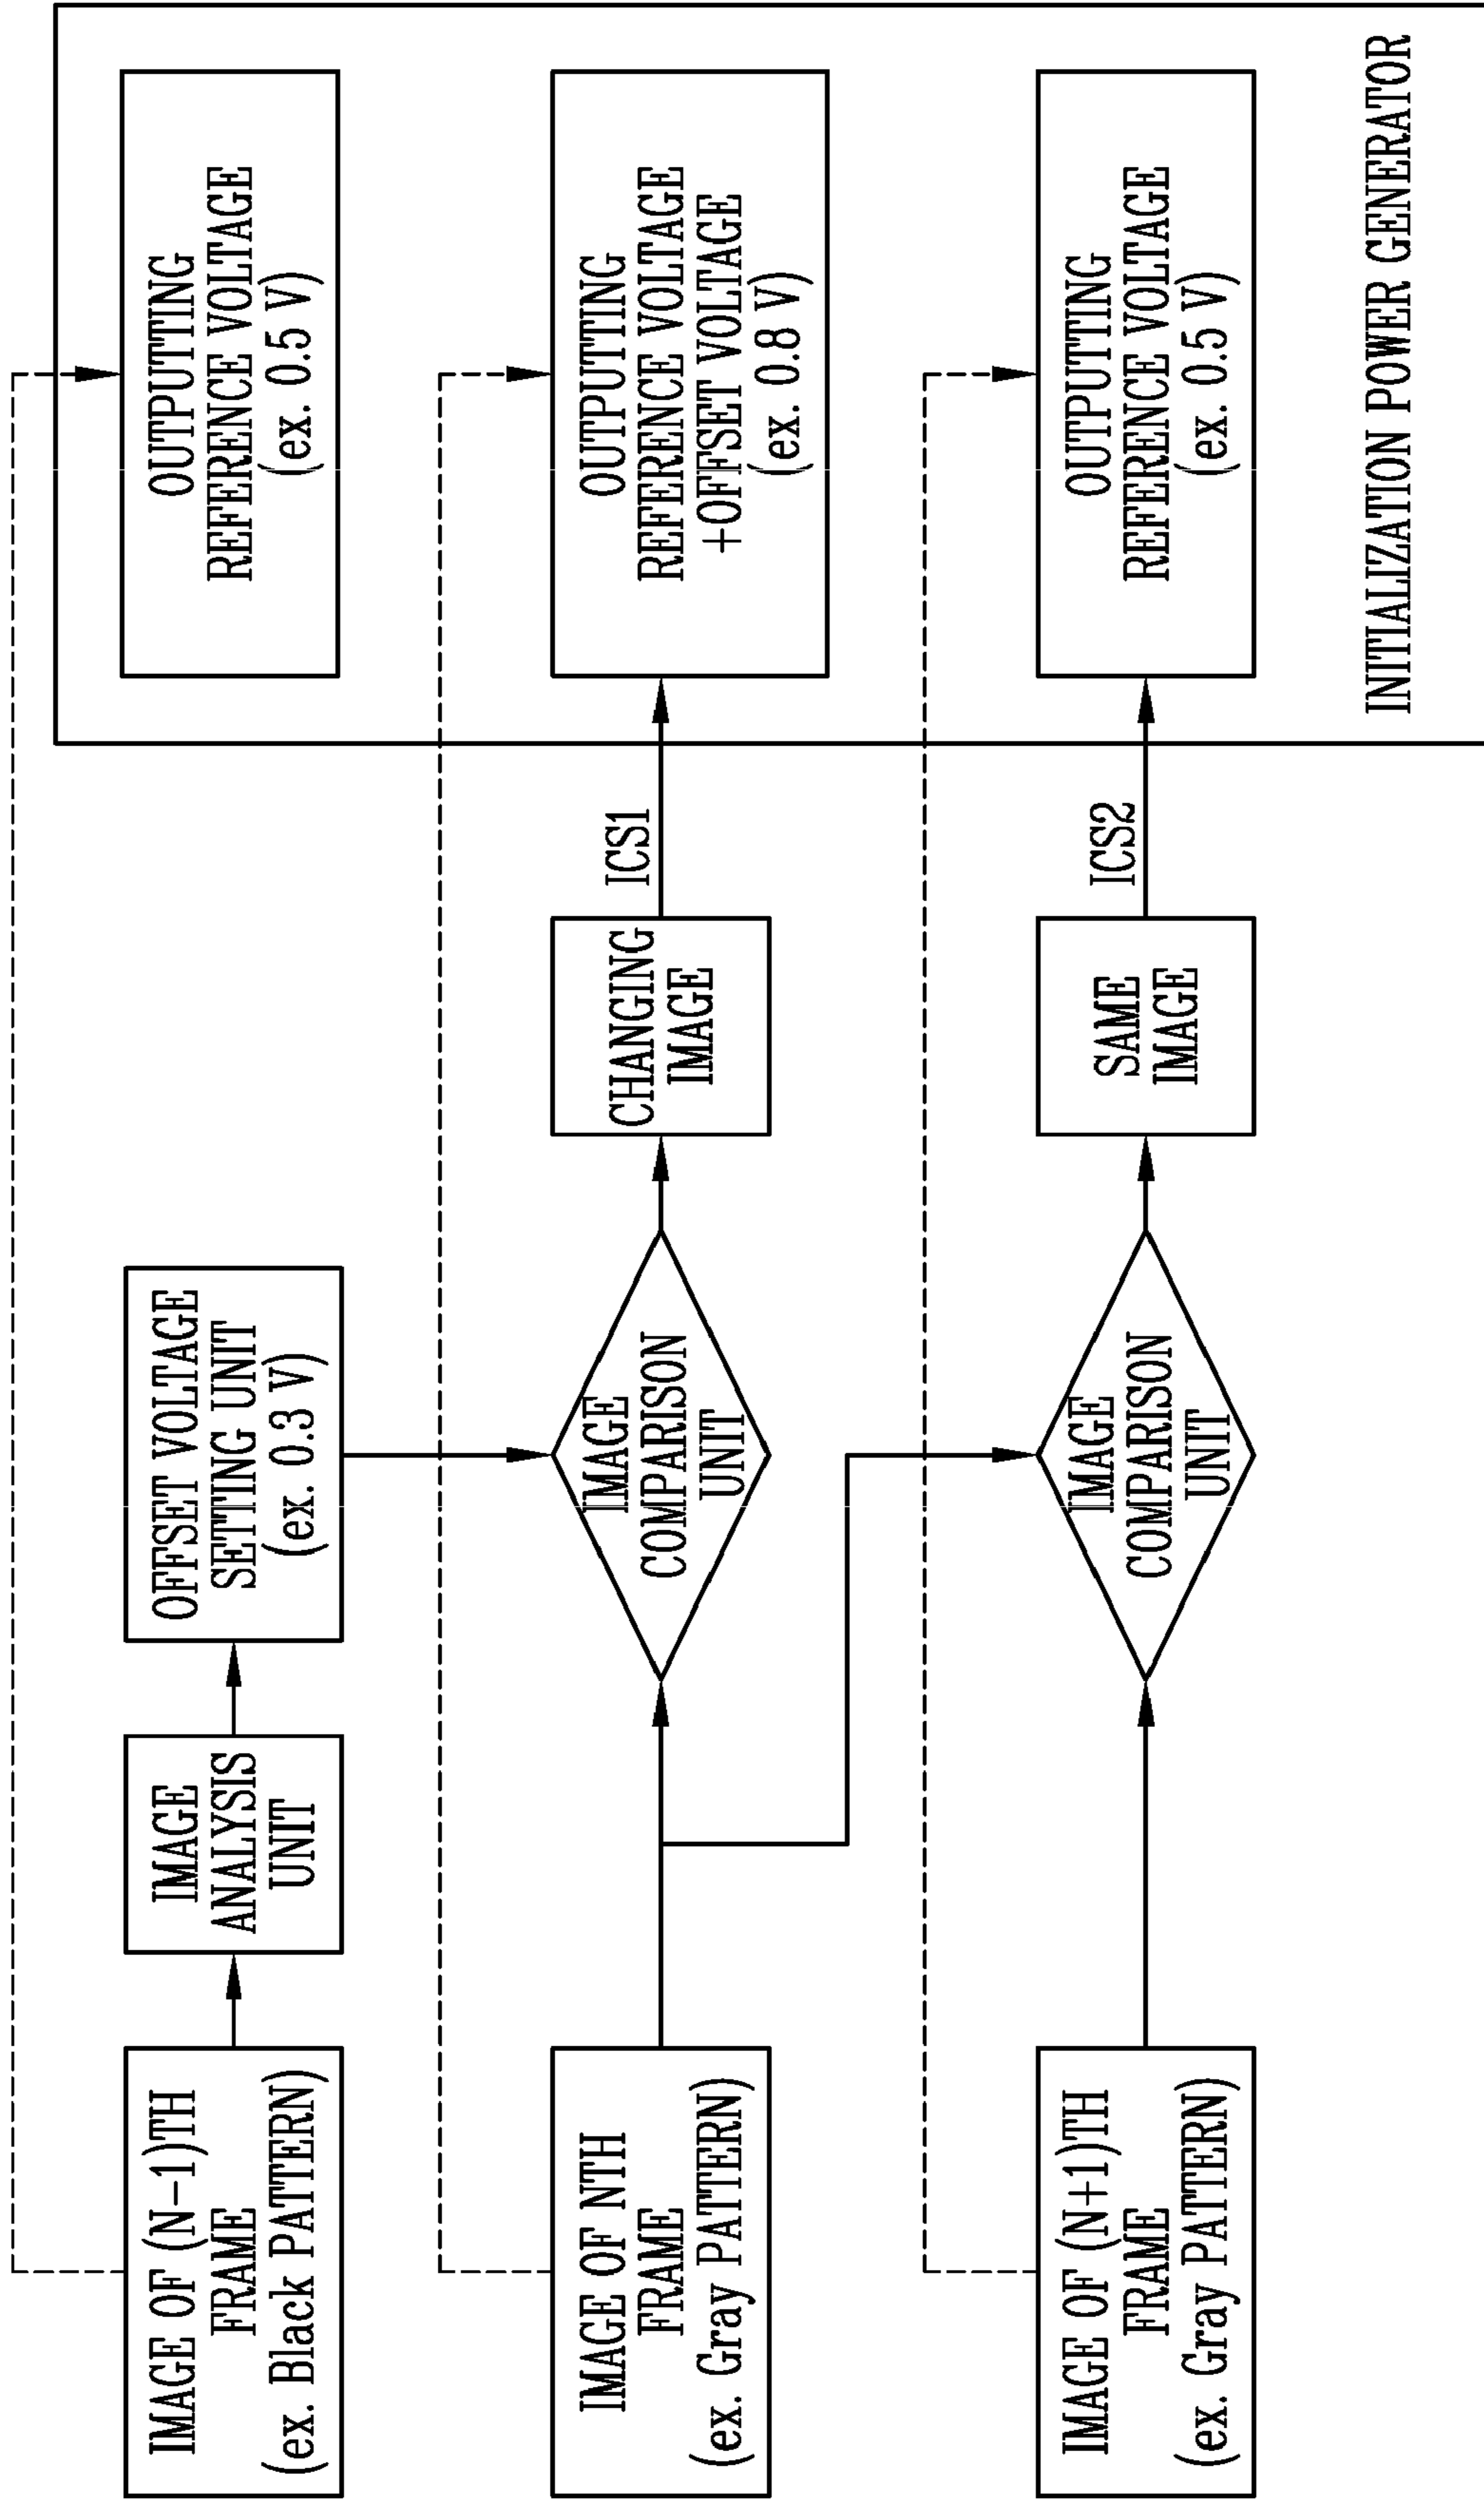 IMAGE OF (N-1)TH
FRAME
(ex. Black PATTERN)
IMAGE
ANALYSIS
UNIT
OFFSET VOLTAGE
SETTING UNIT
(ex. 0.3 V)
OUTPUTTING
REFERENCE VOLTAGE
(ex. 0.5 V)
IMAGE OF NTH
FRAME
(ex. Gray PATTERN)
IMAGE
COMPARISON
UNIT
CHANGING
IMAGE
ICS1
OUTPUTTING
REFERENCE VOLTAGE
+OFFSET VOLTAGE
(ex. 0.8 V)
IMAGE OF (N+1)TH
FRAME
(ex. Gray PATTERN)
IMAGE
COMPARISON
UNIT
SAME
IMAGE
ICS2
OUTPUTTING
REFERENCE VOLTAGE
(ex. 0.5 V)
INITIALIZATION POWER GENERATOR